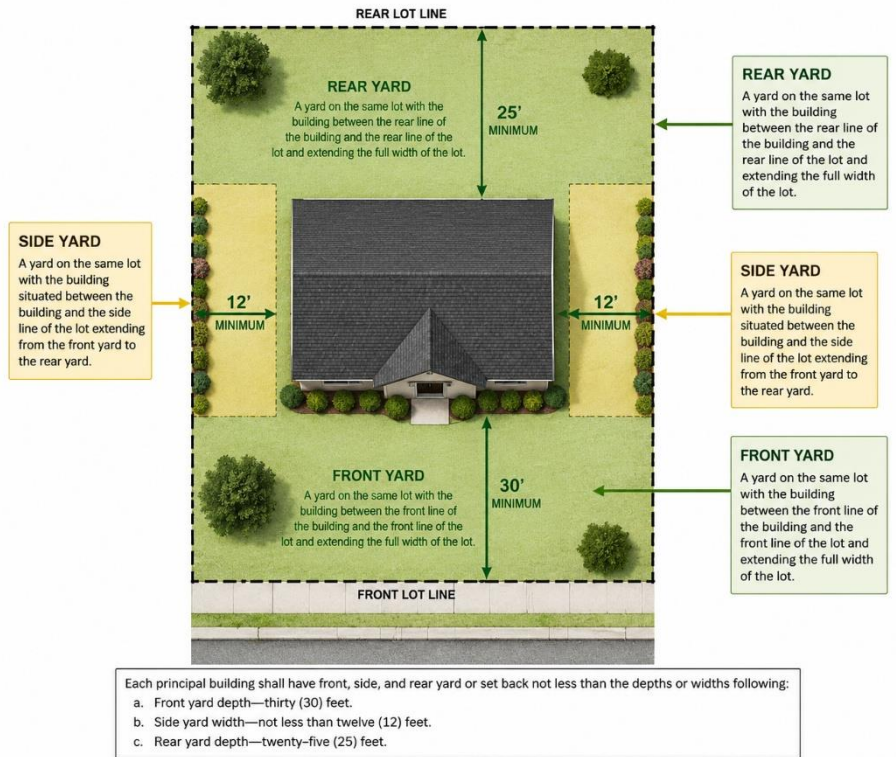 REAR LOT LINE
REAR YARD
A yard on the same lot with the
building between the rear line of
the building and the rear line of the
lot and extending the full width of the lot.
25’
MINIMUM
REAR YARD
A yard on the same lot
with the building
between the rear line of
the building and the
rear line of the lot and
extending the full width
of the lot.
SIDE YARD
A yard on the same lot
with the building
situated between the
building and the side
line of the lot extending
from the front yard to
the rear yard.
12’
MINIMUM
12’
MINIMUM
SIDE YARD
A yard on the same lot
with the building
situated between the
building and the side
line of the lot extending
from the front yard to
the rear yard.
FRONT YARD
A yard on the same lot with the
building between the front line of
the building and the front line of the
lot and extending the full width of the lot.
30’
MINIMUM
FRONT YARD
A yard on the same lot
with the building
between the front line of
the building and the
front line of the lot and
extending the full width
of the lot.
FRONT LOT LINE
Each principal building shall have front, side, and rear yard or set back not less than the depths or widths following:
a. Front yard depth—thirty (30) feet.
b. Side yard width—not less than twelve (12) feet.
c. Rear yard depth—twenty–five (25) feet.